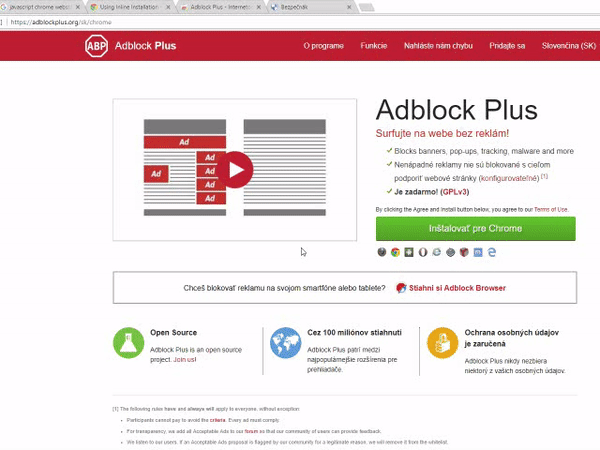 javascript chrome webs
Using Inline Installation
Adblock Plus - Internet
Bezpečnák
https://adblockplus.org/sk/chrome
ABP Adblock Plus
O programe Funkcie Nahláste nám chybu Pridajte sa Slovenčina (SK)
Ad
Ad
Ad
Ad
Ad
Ad
Adblock Plus
Surfujte na webe bez reklám!
Blocks banners, pop-ups, tracking, malware and more
Nenápadné reklamy nie sú blokované s cieľom
podporiť webové stránky (konfigurovateľné) [1]
Je zadarmo! (GPLv3)
By clicking the Agree and Install button below, you agree to our Terms of Use.
Inštalovať pre Chrome
Chceš blokovať reklamu na svojom smartfóne alebo tablete? Stiahni si Adblock Browser
Open Source
Adblock Plus is an open source
project. Join us!
Cez 100 miliónov stiahnutí
Adblock Plus patrí medzi
najpopulárnejšie rozšírenia pre
prehliadače.
Ochrana osobných údajov
je zaručená
Adblock Plus nikdy nezbiera
niektorý z vašich osobných údajov.
[1] The following rules have and always will apply to everyone, without exception:
Participants cannot pay to avoid the criteria. Every ad must comply.
For transparency, we add all Acceptable Ads to our forum so that our community of users can provide feedback.
We listen to our users. If an Acceptable Ads proposal is flagged by our community for a legitimate reason, we will remove it from the whitelist.